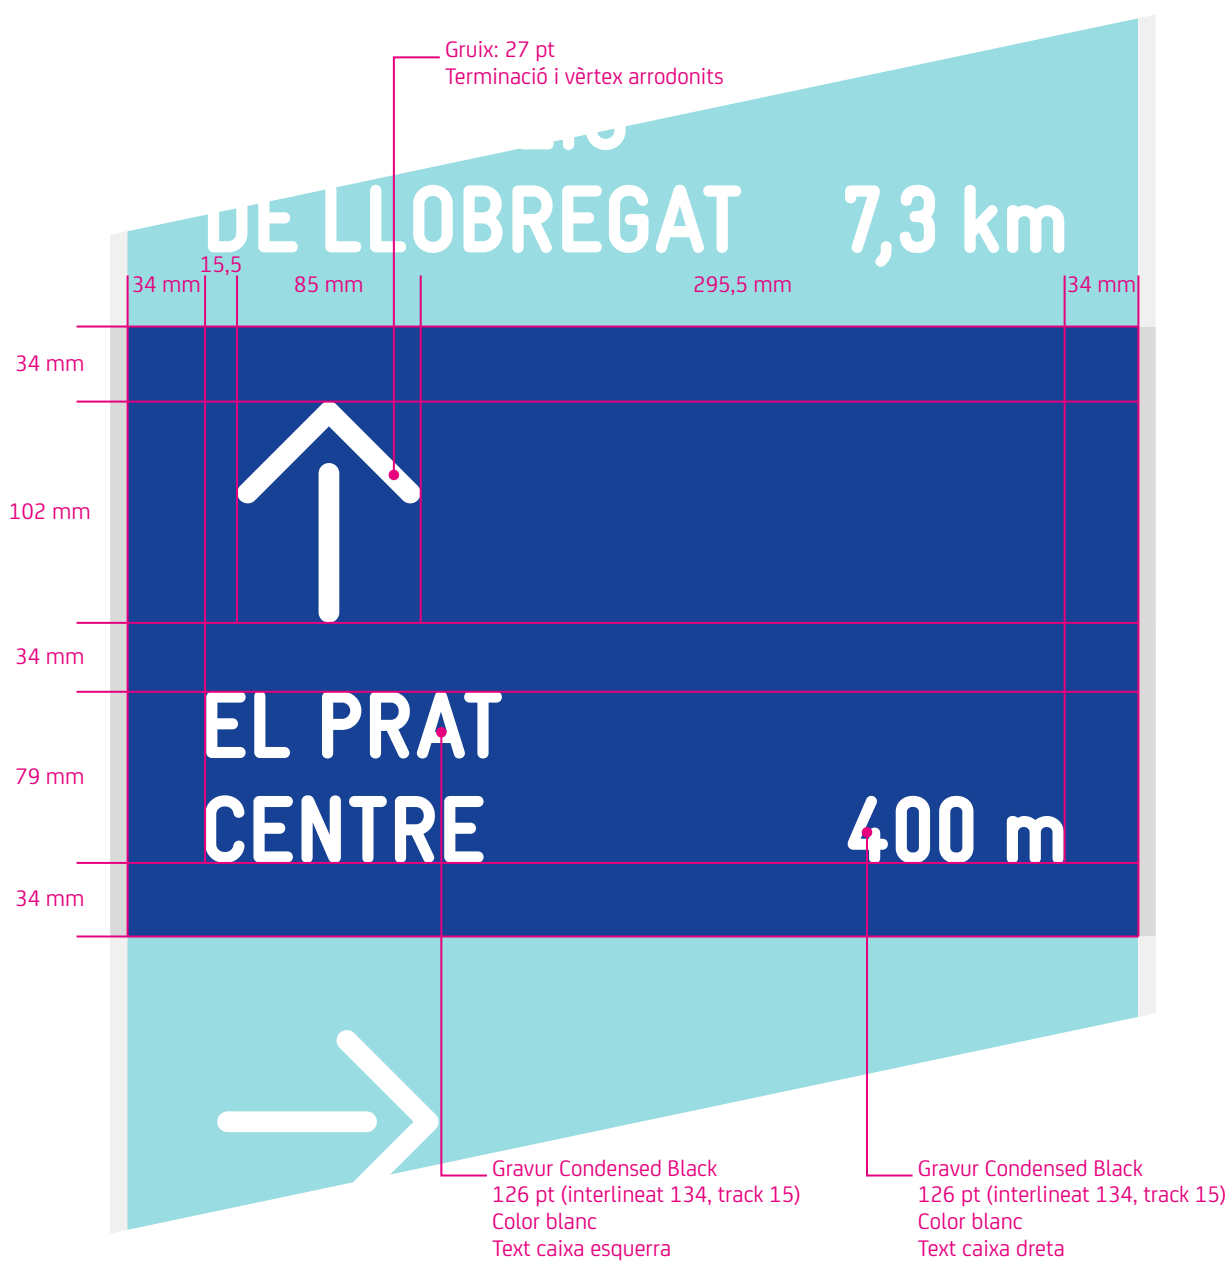 Gruix: 27 pt
Terminació i vèrtex arrodonits
DE LLOBREGAT 7,3 km
15,5
34 mm 85 mm 295,5 mm 34 mm
34 mm
102 mm
34 mm
EL PRAT
79 mm
CENTRE 400 m
34 mm
Gravur Condensed Black
126 pt (interlineat 134, track 15)
Color blanc
Text caixa esquerra
Gravur Condensed Black
126 pt (interlineat 134, track 15)
Color blanc
Text caixa dreta